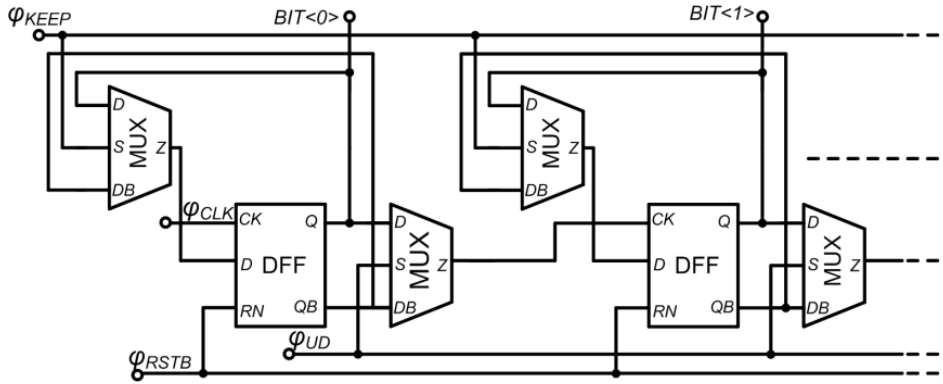 φKEEP
BIT<0>
BIT<1>
D
S
DB
MUX
Z
D
S
DB
MUX
Z
φCLK
CK
Q
D
DFF
RN
QB
D
S
DB
MUX
Z
CK
Q
D
DFF
RN
QB
D
S
DB
MUX
Z
φUD
φRSTB